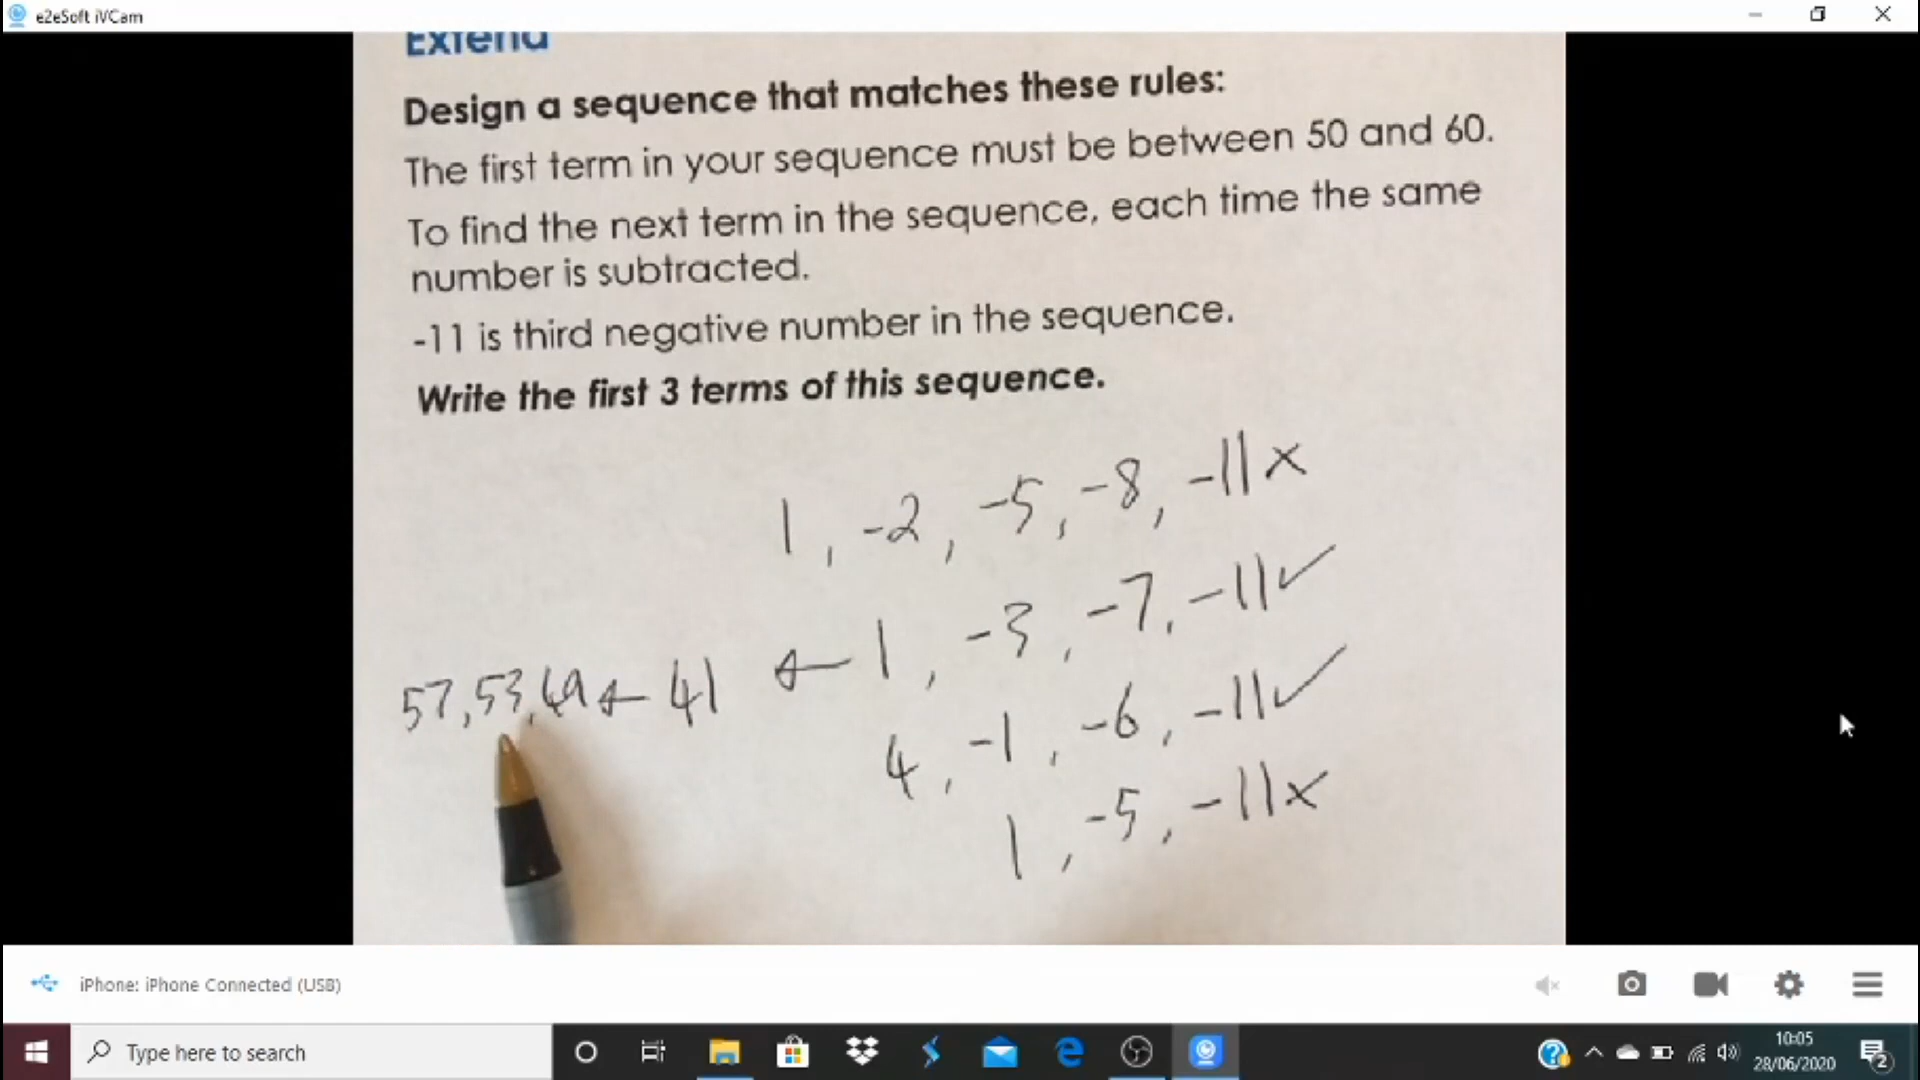 e2eSoft iVCam
Extend
Design a sequence that matches these rules:
The first term in your sequence must be between 50 and 60.
To find the next term in the sequence, each time the same
number is subtracted.
-11 is third negative number in the sequence.
Write the first 3 terms of this sequence.
1, -2, -5, -8, -11 x
57, 53, 49 ← 41 ← 1, -3, -7, -11 ✓
4, -1, -6, -11 ✓
1, -5, -11 x
iPhone: iPhone Connected (USB)
Type here to search
10:05
28/06/2020
2